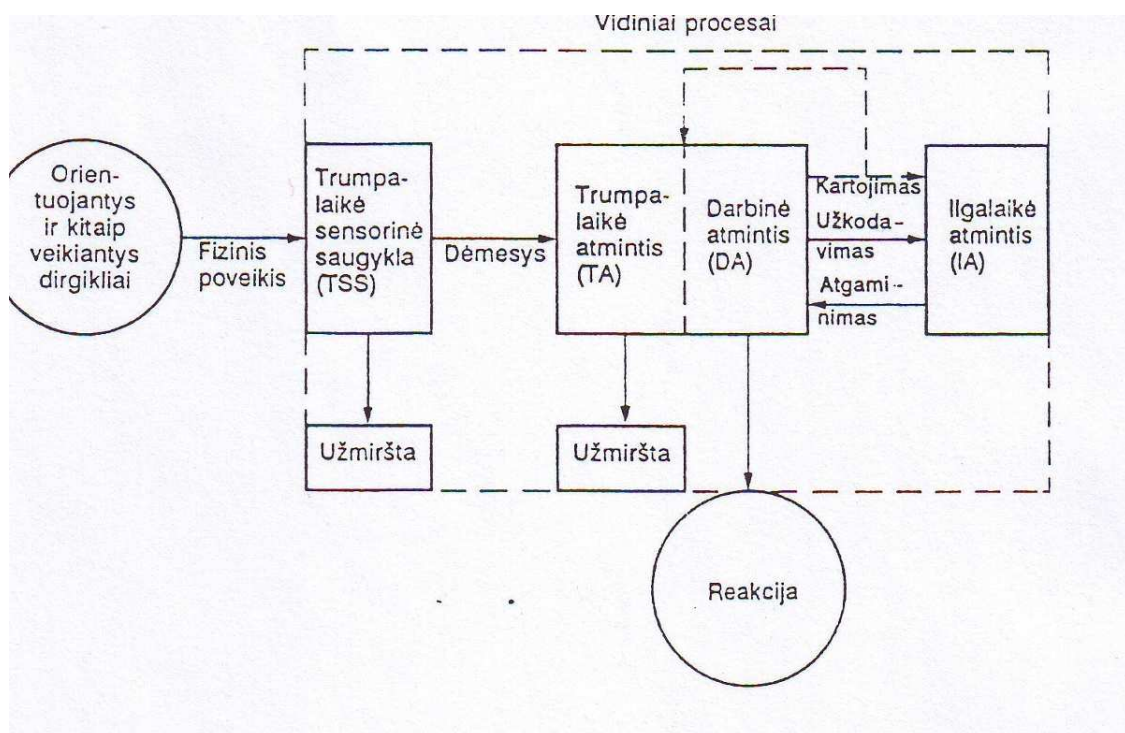 Vidiniai procesai
Orien-
tuojantys
ir kitaip
veikiantys
dirgikliai
Fizinis
poveikis
Trumpa-
laikė
sensorinė
saugykla
(TSS)
Dėmesys
Trumpa-
laikė
atmintis
(TA)
Darbinė
atmintis
(DA)
Kartojimas
Užkoda-
vimas
Atgami-
nimas
Ilgalaikė
atmintis
(IA)
Užmiršta
Užmiršta
Reakcija